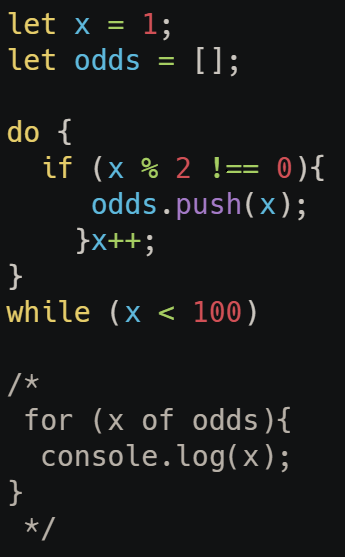 let x = 1;
let odds = [];
do {
  if (x % 2 !== 0){
     odds.push(x);
    }x++;
}
while (x < 100)
/*
 for (x of odds){
  console.log(x);
}
 */